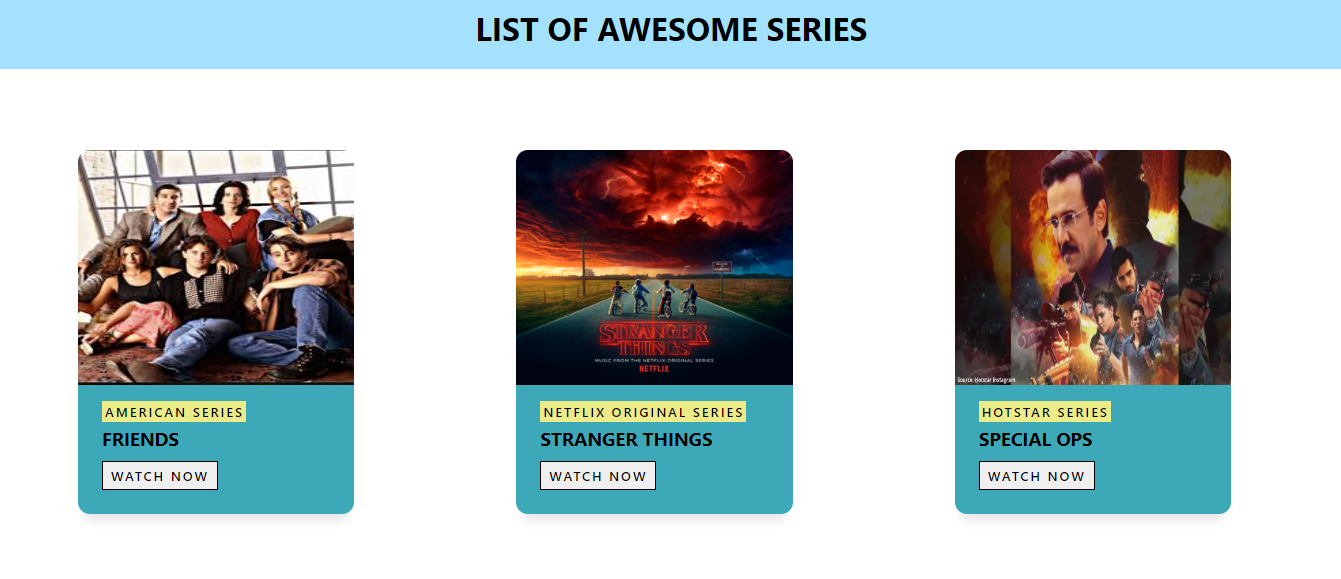 LIST OF AWESOME SERIES
STRANGER THINGS
MUSIC FROM THE NETFLIX ORIGINAL SERIES
NETFLIX
Source: Hotstar Instagram
AMERICAN SERIES
FRIENDS
WATCH NOW
NETFLIX ORIGINAL SERIES
STRANGER THINGS
WATCH NOW
HOTSTAR SERIES
SPECIAL OPS
WATCH NOW